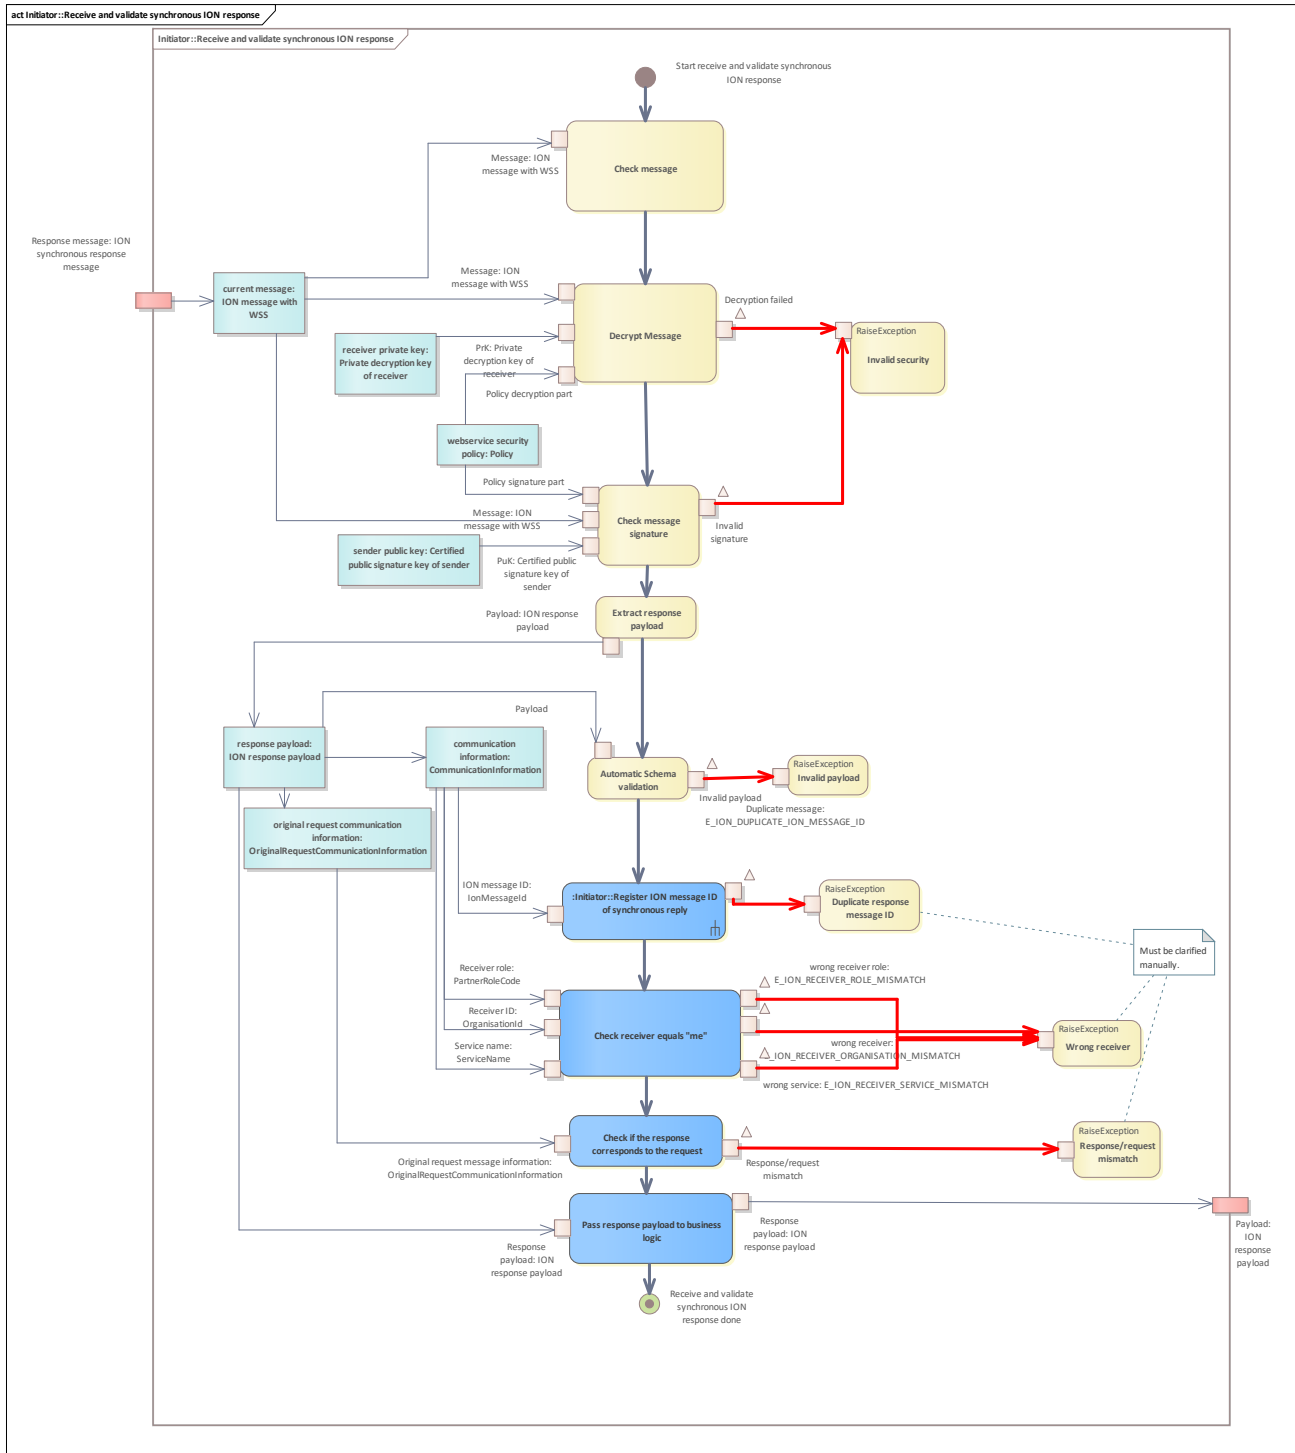 act Initiator::Receive and validate synchronous ION response
Initiator::Receive and validate synchronous ION response
Start receive and validate synchronous
ION response
Message: ION
message with WSS
Check message
Response message: ION
synchronous response
message
current message:
ION message with
WSS
Message: ION
message with WSS
Decrypt Message
Decryption failed
RaiseException
Invalid security
receiver private key:
Private decryption key
of receiver
PrK: Private
decryption key of
receiver
Policy decryption part
webservice security
policy: Policy
Policy signature part
Message: ION
message with WSS
Check message
signature
Invalid
signature
sender public key: Certified
public signature key of sender
PuK: Certified public
signature key of
sender
Payload: ION response
payload
Extract response
payload
Payload
response payload:
ION response payload
communication
information:
CommunicationInformation
Automatic Schema
validation
Invalid payload
RaiseException
Invalid payload
Duplicate message:
E_ION_DUPLICATE_ION_MESSAGE_ID
original request communication
information:
OriginalRequestCommunicationInformation
ION message ID:
IonMessageId
:Initiator::Register ION message ID
of synchronous reply
RaiseException
Duplicate response
message ID
Must be clarified
manually.
Receiver role:
PartnerRoleCode
Receiver ID:
OrganisationId
Service name:
ServiceName
Check receiver equals "me"
wrong receiver role:
E_ION_RECEIVER_ROLE_MISMATCH
wrong receiver:
_ION_RECEIVER_ORGANISATION_MISMATCH
wrong service: E_ION_RECEIVER_SERVICE_MISMATCH
RaiseException
Wrong receiver
Check if the response
corresponds to the request
Original request message information:
OriginalRequestCommunicationInformation
Response/request
mismatch
RaiseException
Response/request
mismatch
Pass response payload to business
logic
Response
payload: ION
response payload
Response
payload: ION
response payload
Payload:
ION
response
payload
Receive and validate
synchronous ION
response done